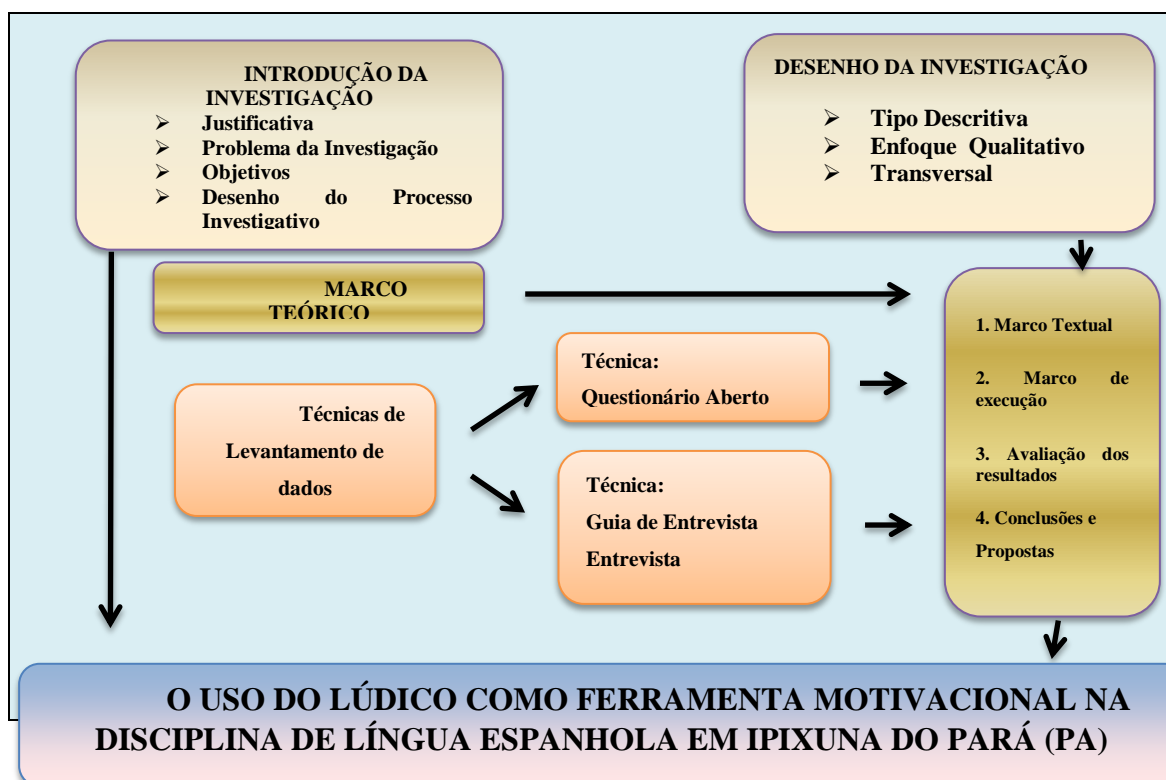 INTRODUÇÃO DA
INVESTIGAÇÃO
➢ Justificativa
➢ Problema da Investigação
➢ Objetivos
➢ Desenho do Processo
Investigativo
DESENHO DA INVESTIGAÇÃO
➢ Tipo Descritiva
➢ Enfoque Qualitativo
➢ Transversal
MARCO
TEÓRICO
Técnicas de
Levantamento de
dados
Técnica:
Questionário Aberto
Técnica:
Guia de Entrevista
Entrevista
1. Marco Textual
2. Marco de
execução
3. Avaliação dos
resultados
4. Conclusões e
Propostas
O USO DO LÚDICO COMO FERRAMENTA MOTIVACIONAL NA
DISCIPLINA DE LÍNGUA ESPANHOLA EM IPIXUNA DO PARÁ (PA)